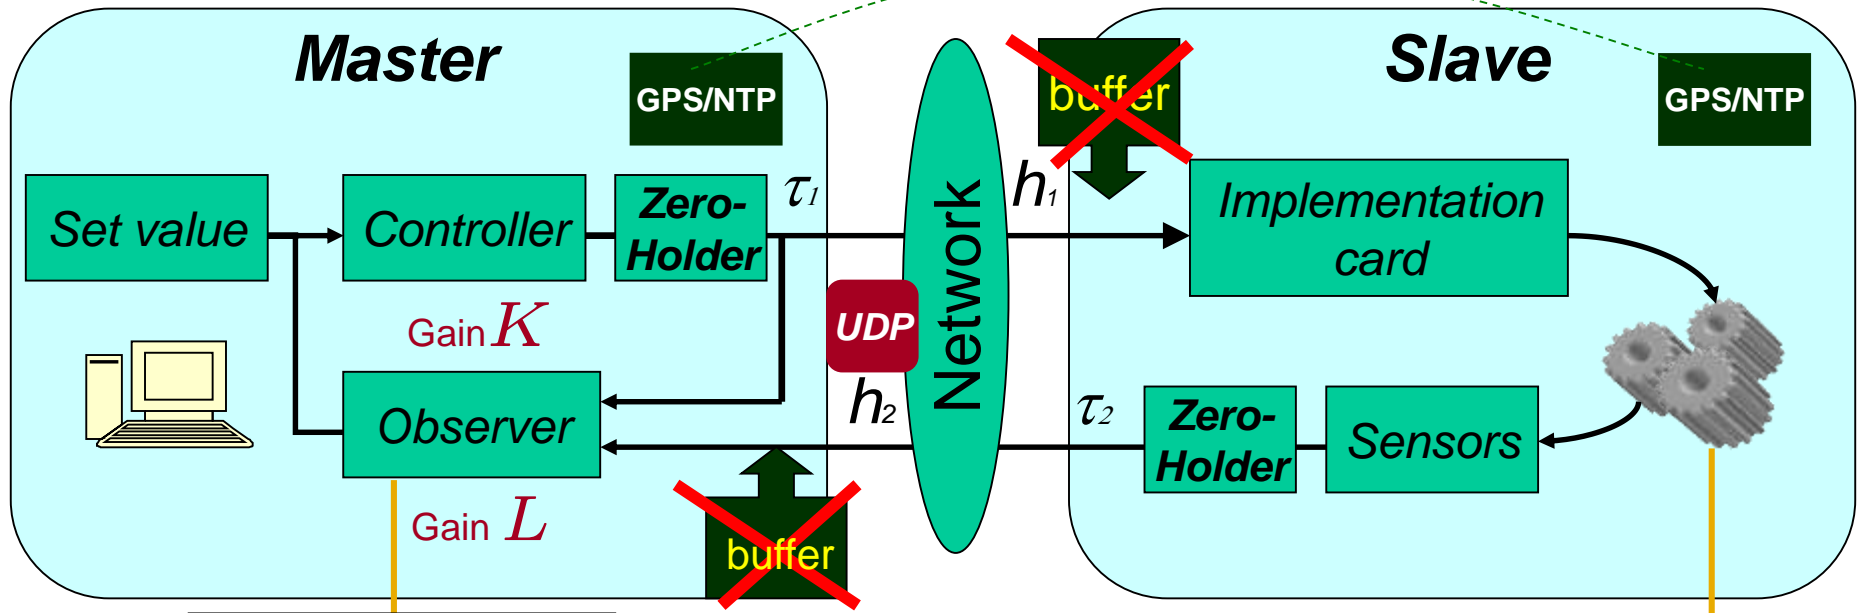 Master
GPS/NTP
buffer
Slave
GPS/NTP
Set value
Controller
Zero-
Holder
τ1
h1
Implementation
card
Gain K
UDP
Network
Observer
h2
τ2
Zero-
Holder
Sensors
Gain L
buffer